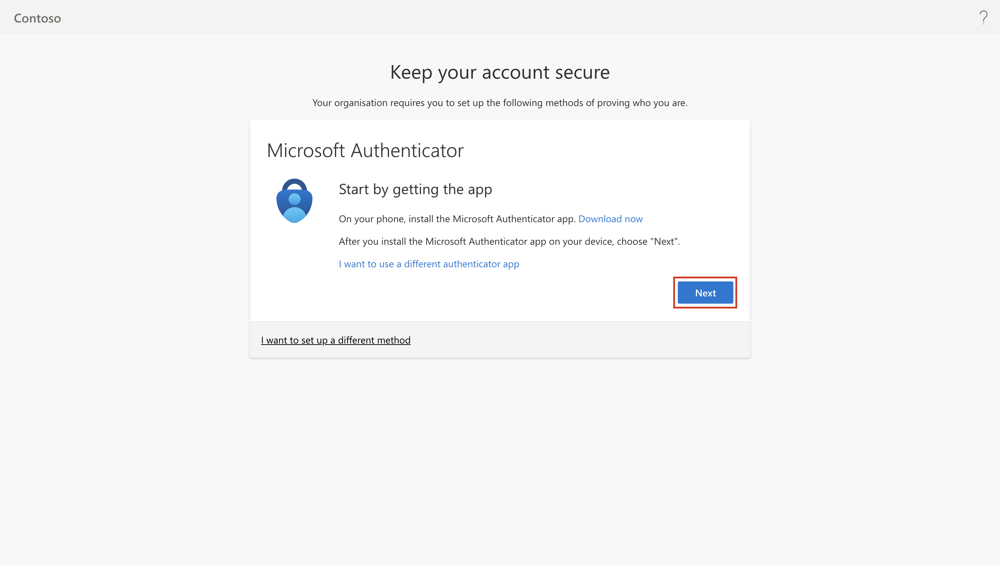 Contoso
?
Keep your account secure
Your organisation requires you to set up the following methods of proving who you are.
Microsoft Authenticator
Start by getting the app
On your phone, install the Microsoft Authenticator app. Download now
After you install the Microsoft Authenticator app on your device, choose "Next".
I want to use a different authenticator app
Next
I want to set up a different method